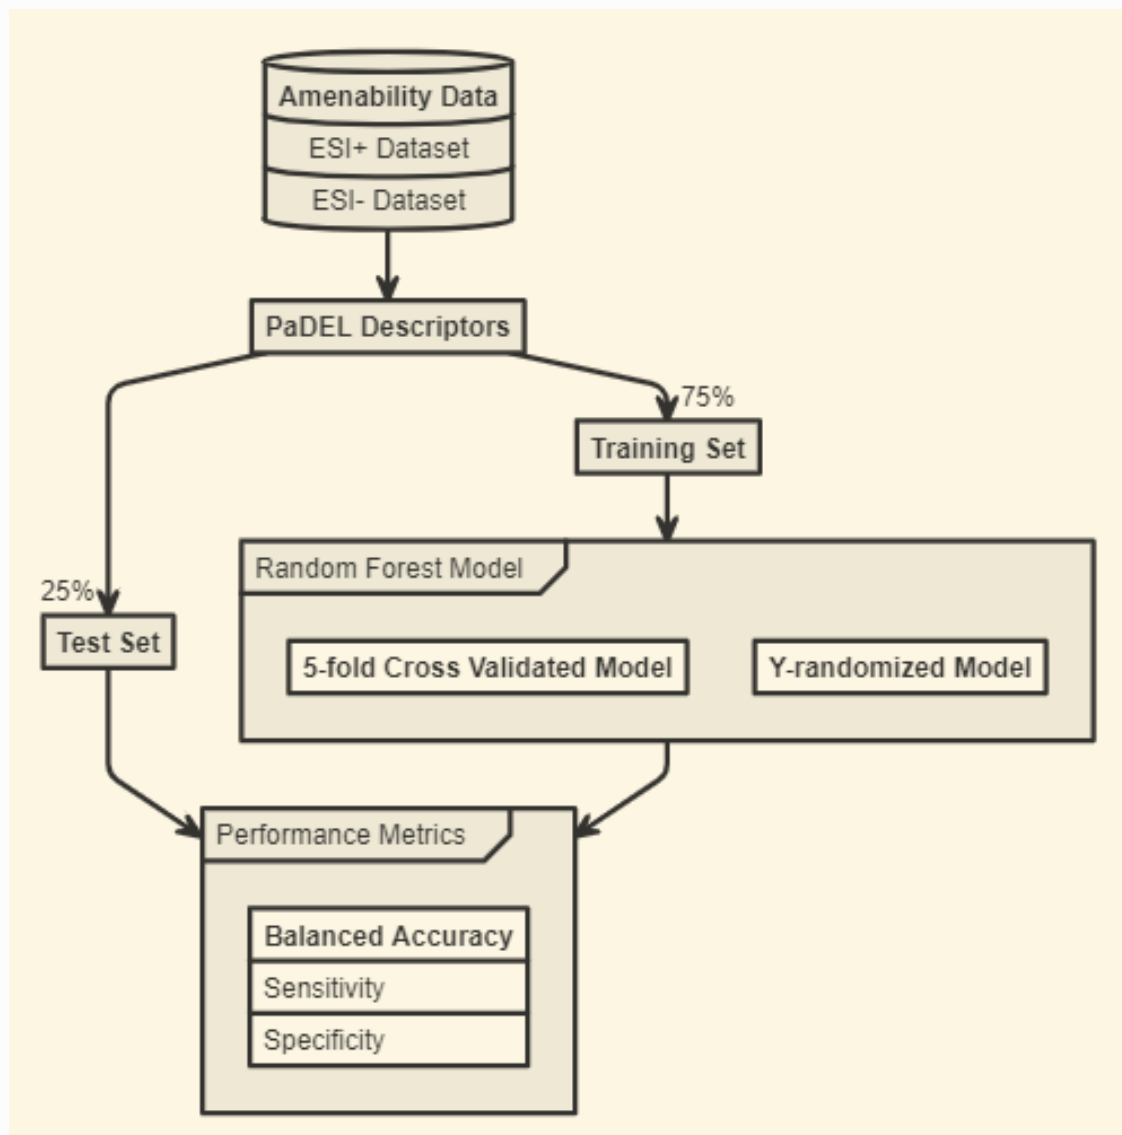 Amenability Data
ESI+ Dataset
ESI- Dataset
PaDEL Descriptors
75%
Training Set
Random Forest Model
25%
Test Set
5-fold Cross Validated Model
Y-randomized Model
Performance Metrics
Balanced Accuracy
Sensitivity
Specificity